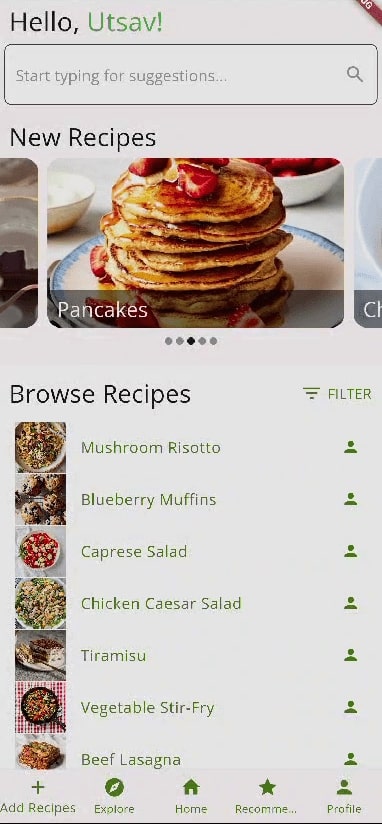 Hello, Utsav!
Start typing for suggestions...
New Recipes
Pancakes
Ch
Browse Recipes
FILTER
Mushroom Risotto
Blueberry Muffins
Caprese Salad
Chicken Caesar Salad
Tiramisu
Vegetable Stir-Fry
Beef Lasagna
Add Recipes Explore Home Recomme... Profile